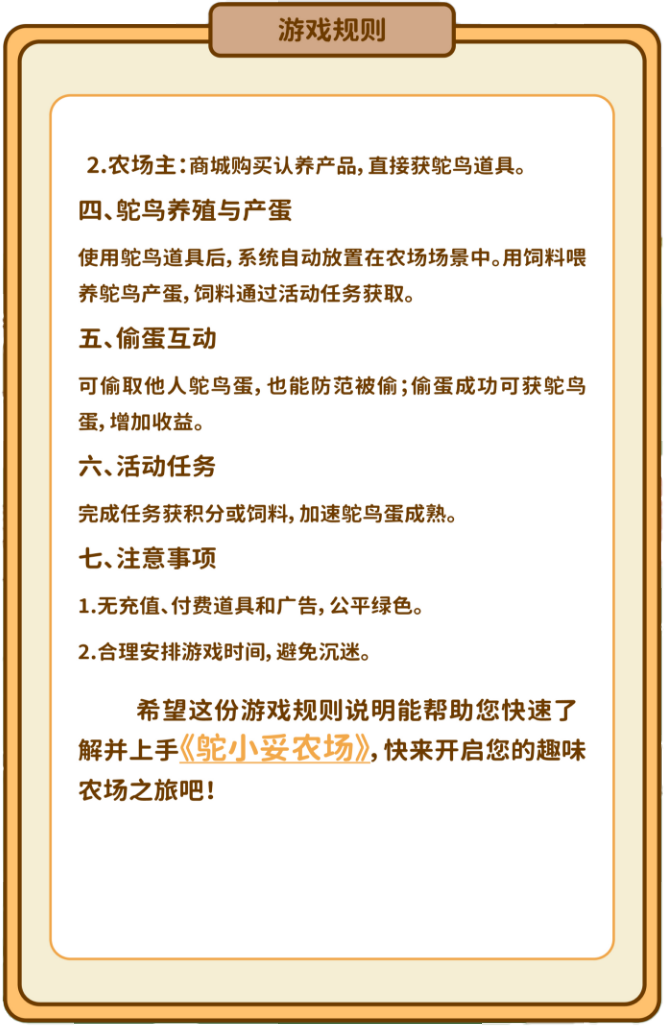 游戏规则
2.农场主：商城购买认养产品，直接获鸵鸟道具。
四、鸵鸟养殖与产蛋
使用鸵鸟道具后，系统自动放置在农场场景中。用饲料喂
养鸵鸟产蛋，饲料通过活动任务获取。
五、偷蛋互动
可偷取他人鸵鸟蛋，也能防范被偷；偷蛋成功可获鸵鸟
蛋，增加收益。
六、活动任务
完成任务获积分或饲料，加速鸵鸟蛋成熟。
七、注意事项
1.无充值、付费道具和广告，公平绿色。
2.合理安排游戏时间，避免沉迷。
希望这份游戏规则说明能帮助您快速了
解并上手《鸵小妥农场》，快来开启您的趣味
农场之旅吧！